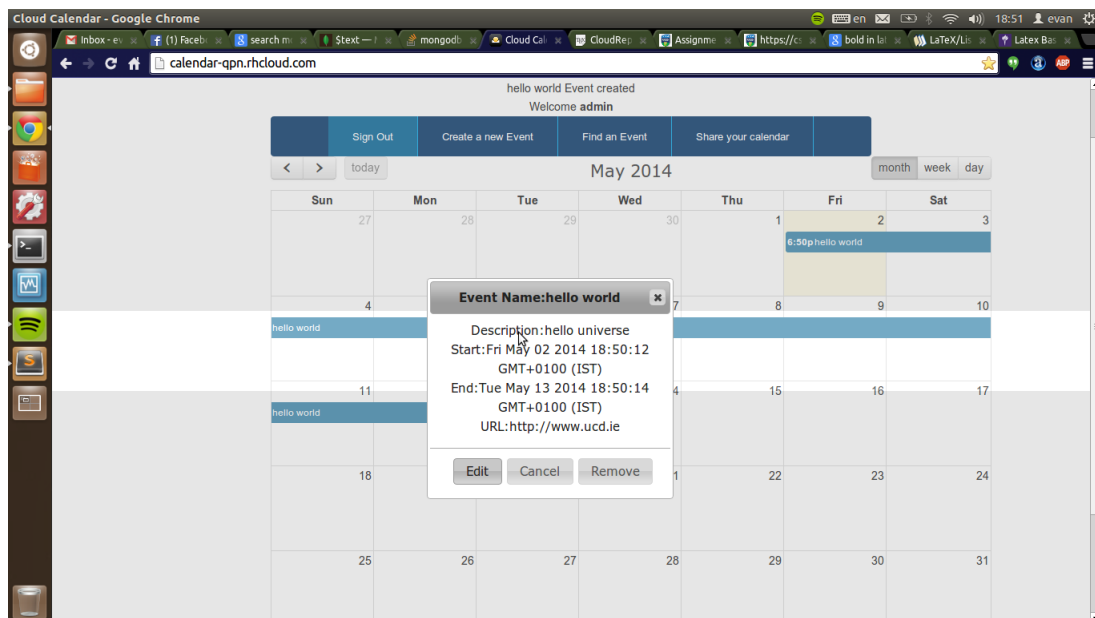 Cloud Calendar - Google Chrome
en
18:51
evan
Inbox - ev
f (1) Faceb
search m
$text —
mongodb
Cloud Cal
CloudRep
Assignme
https://cs
bold in la
LaTeX/Lis
Latex Bas
calendar-qpn.rhcloud.com
ABP
hello world Event created
Welcome admin
Sign Out
Create a new Event
Find an Event
Share your calendar
today
May 2014
month
week
day
Sun Mon Tue Wed Thu Fri Sat
27 28 29 30 1 2 3
6:50p hello world
4 7 8 9 10
hello world
11 4 15 16 17
hello world
18 1 22 23 24
25 26 27 28 29 30 31
Event Name:hello world
Description:hello universe
Start:Fri May 02 2014 18:50:12
GMT+0100 (IST)
End:Tue May 13 2014 18:50:14
GMT+0100 (IST)
URL:http://www.ucd.ie
Edit
Cancel
Remove